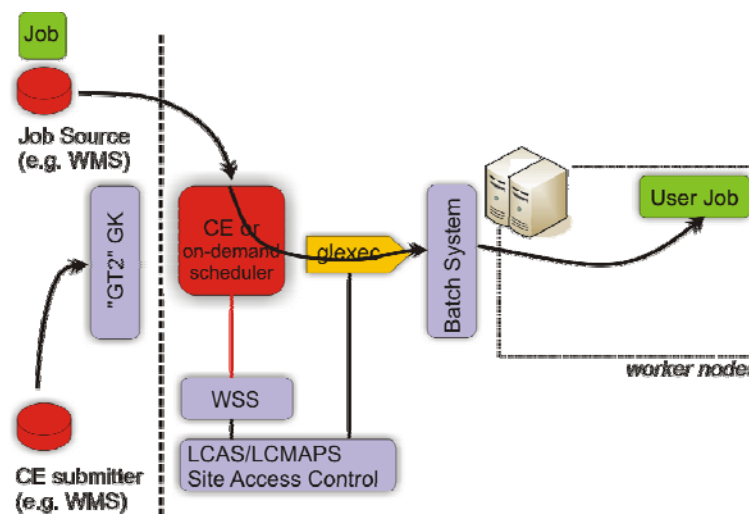 Job
Job Source
(e.g. WMS)
"GT2" GK
CE submitter
(e.g. WMS)
CE or
on-demand
scheduler
glexec
WSS
LCAS/LCMAPS
Site Access Control
Batch System
User Job
worker nodes